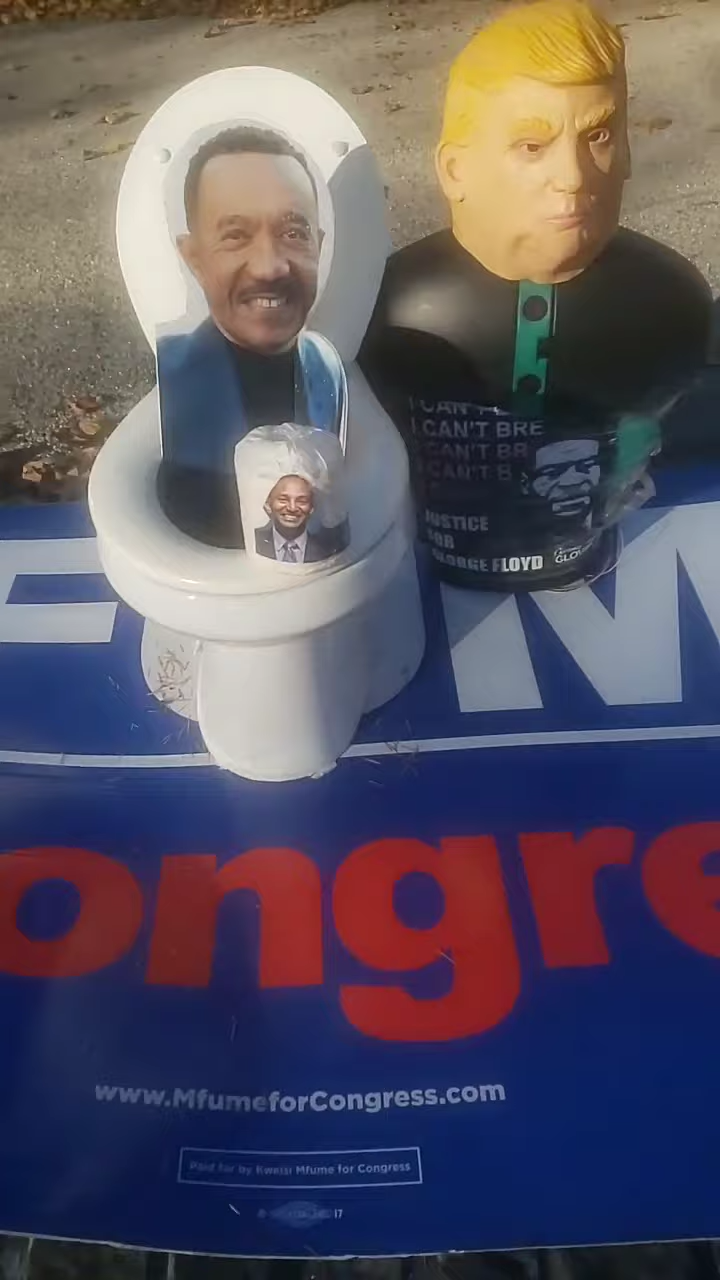 I CAN'T BRE
I CAN'T BR
I CAN'T B
JUSTICE
FOR
GEORGE FLOYD
FUM
ongre
www.MfumeforCongress.com
Paid for by Kweisi Mfume for Congress